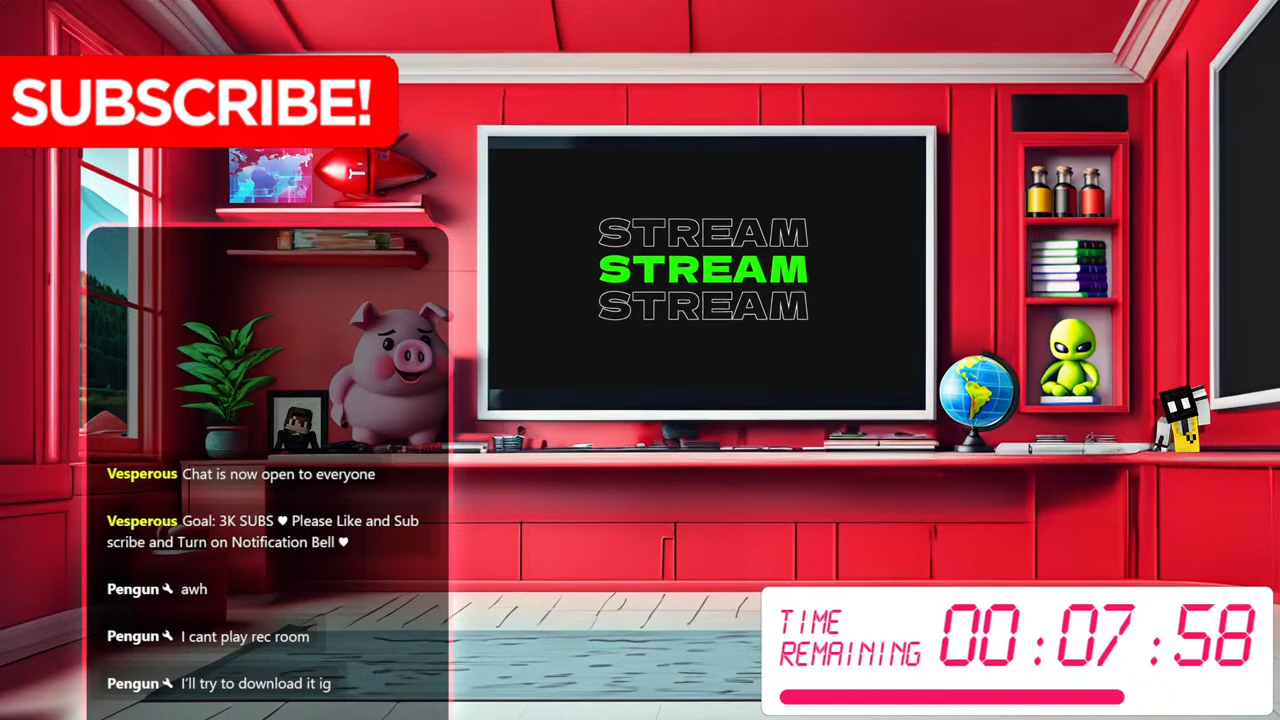 SUBSCRIBE!
T
STREAM
STREAM
STREAM
Vesperous Chat is now open to everyone
Vesperous Goal: 3K SUBS ♥ Please Like and Sub
scribe and Turn on Notification Bell ♥
Pengun awh
Pengun I cant play rec room
Pengun I'll try to download it ig
TIME
REMAINING
00:07:58